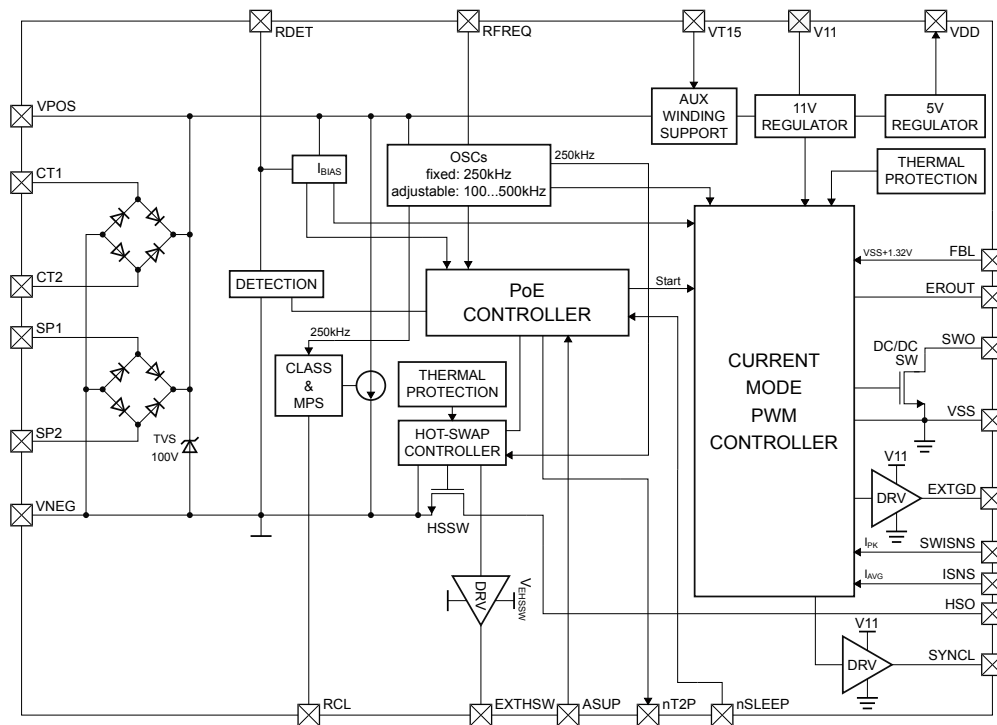 RDET
RFREQ
VT15
V11
VDD
VPOS
AUX
WINDING
SUPPORT
11V
REGULATOR
5V
REGULATOR
IBIAS
OSCs
fixed: 250kHz
adjustable: 100...500kHz
250kHz
THERMAL
PROTECTION
CT1
CT2
SP1
SP2
TVS
100V
VNEG
DETECTION
PoE
CONTROLLER
Start
250kHz
CLASS
&
MPS
THERMAL
PROTECTION
HOT-SWAP
CONTROLLER
HSSW
DRV
VEHSSW
CURRENT
MODE
PWM
CONTROLLER
VSS+1.32V
FBL
EROUT
DC/DC
SW
SWO
VSS
V11
DRV
EXTGD
IPK
SWISNS
IAVG
ISNS
HSO
V11
DRV
SYNCL
RCL
EXTHSW
ASUP
nT2P
nSLEEP